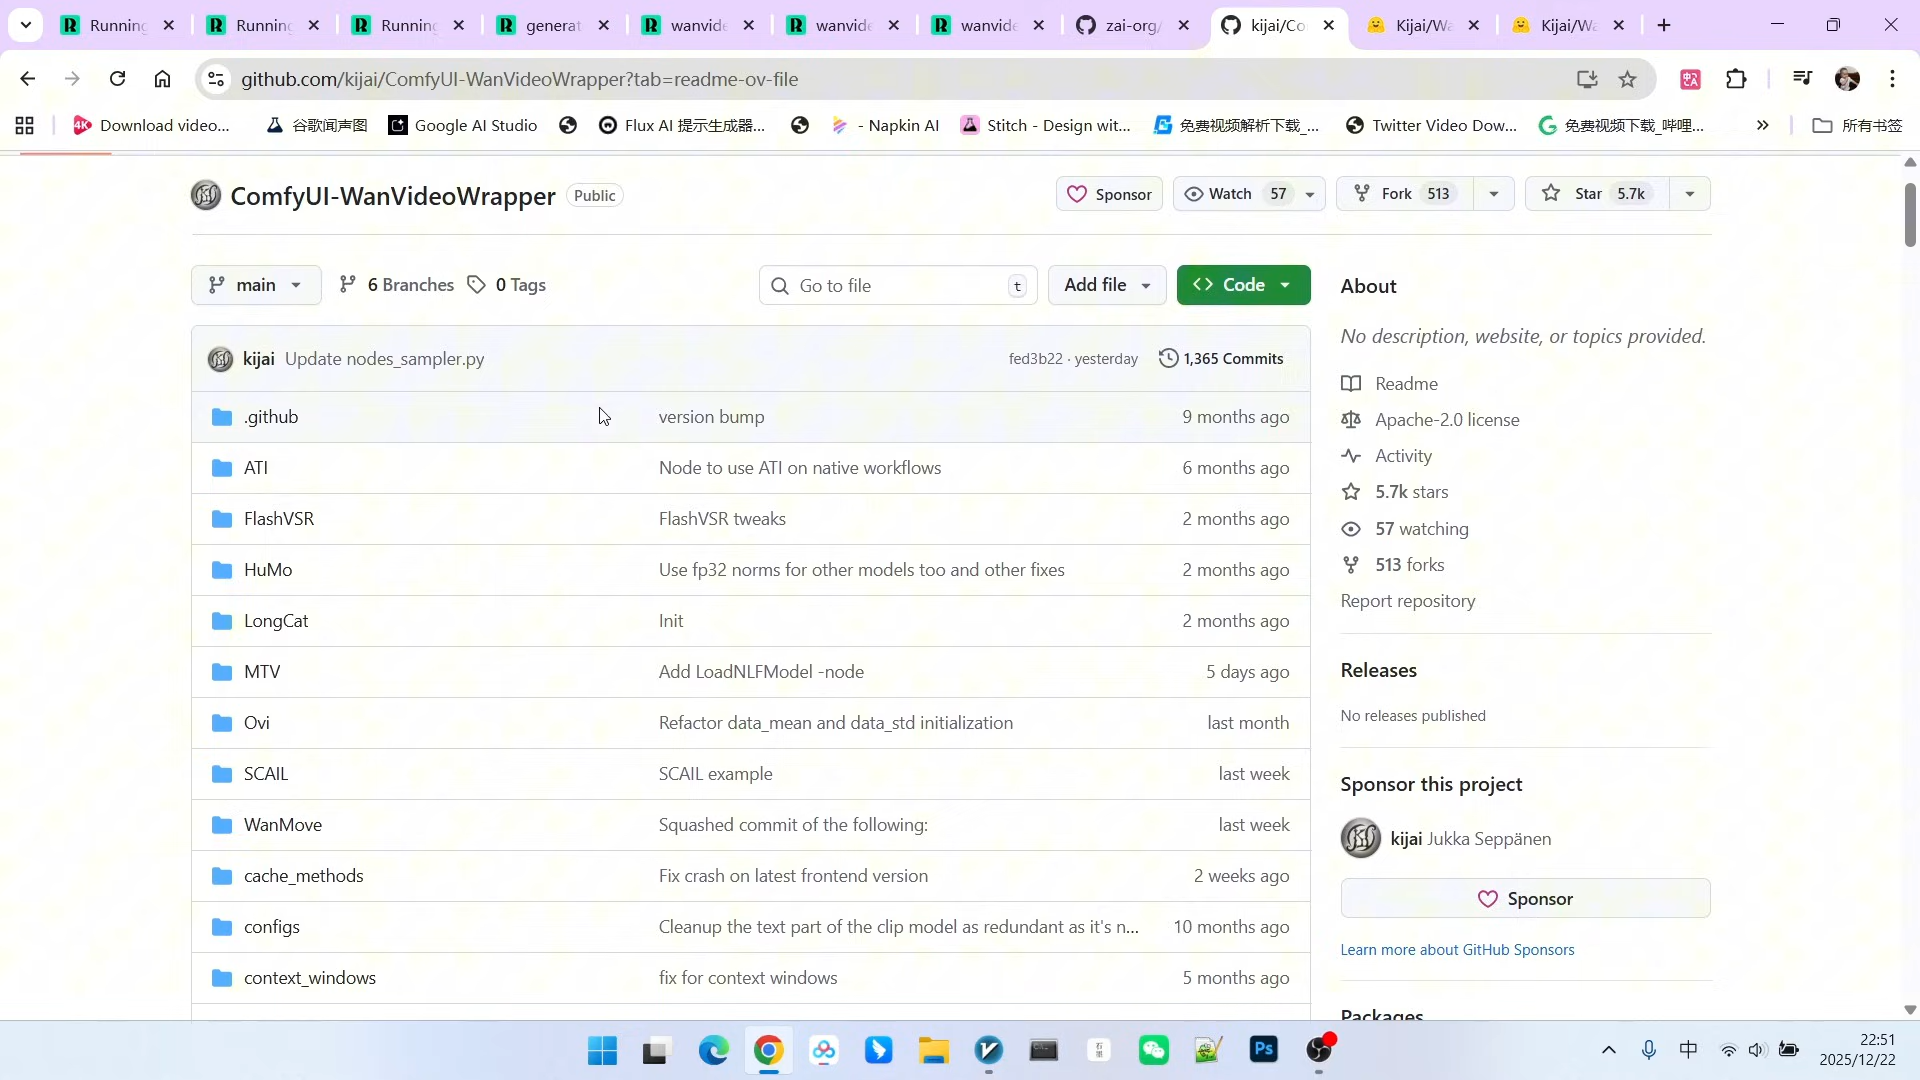 Running
Running
Running
generat
wanvide
wanvide
wanvide
zai-org/
kijai/Co
Kijai/Wa
Kijai/Wa
github.com/kijai/ComfyUI-WanVideoWrapper?tab=readme-ov-file
Download video...
谷歌闻声图
Google AI Studio
Flux AI 提示生成器...
- Napkin AI
Stitch - Design wit...
免费视频解析下载_...
Twitter Video Dow...
免费视频下载_哔哩...
所有书签
ComfyUI-WanVideoWrapper Public
Sponsor
Watch 57
Fork 513
Star 5.7k
main
6 Branches
0 Tags
Go to file t
Add file
Code
kijai Update nodes_sampler.py fed3b22 · yesterday 1,365 Commits
.github version bump 9 months ago
ATI Node to use ATI on native workflows 6 months ago
FlashVSR FlashVSR tweaks 2 months ago
HuMo Use fp32 norms for other models too and other fixes 2 months ago
LongCat Init 2 months ago
MTV Add LoadNLFModel -node 5 days ago
Ovi Refactor data_mean and data_std initialization last month
SCAIL SCAIL example last week
WanMove Squashed commit of the following: last week
cache_methods Fix crash on latest frontend version 2 weeks ago
configs Cleanup the text part of the clip model as redundant as it's n... 10 months ago
context_windows fix for context windows 5 months ago
About
No description, website, or topics provided.
Readme
Apache-2.0 license
Activity
5.7k stars
57 watching
513 forks
Report repository
Releases
No releases published
Sponsor this project
kijai Jukka Seppänen
Sponsor
Learn more about GitHub Sponsors
Packages
Ps
中
22:51
2025/12/22